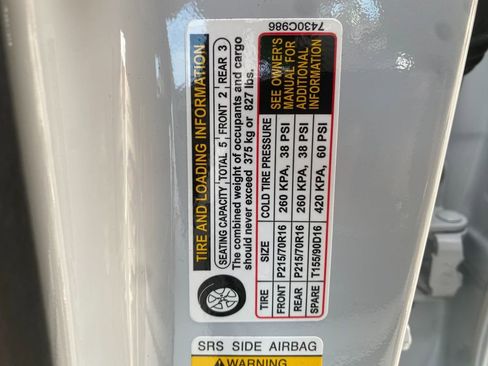 TIRE AND LOADING INFORMATION
SEATING CAPACITY TOTAL 5 FRONT 2 REAR 3
The combined weight of occupants and cargo
should never exceed 375 kg or 827 lbs.
TIRE SIZE COLD TIRE PRESSURE
FRONT P215/70R16 260 KPA, 38 PSI
REAR P215/70R16 260 KPA, 38 PSI
SPARE T155/90D16 420 KPA, 60 PSI
SEE OWNER'S
MANUAL FOR
ADDITIONAL
INFORMATION
7430C986
SRS SIDE AIRBAG
WARNING